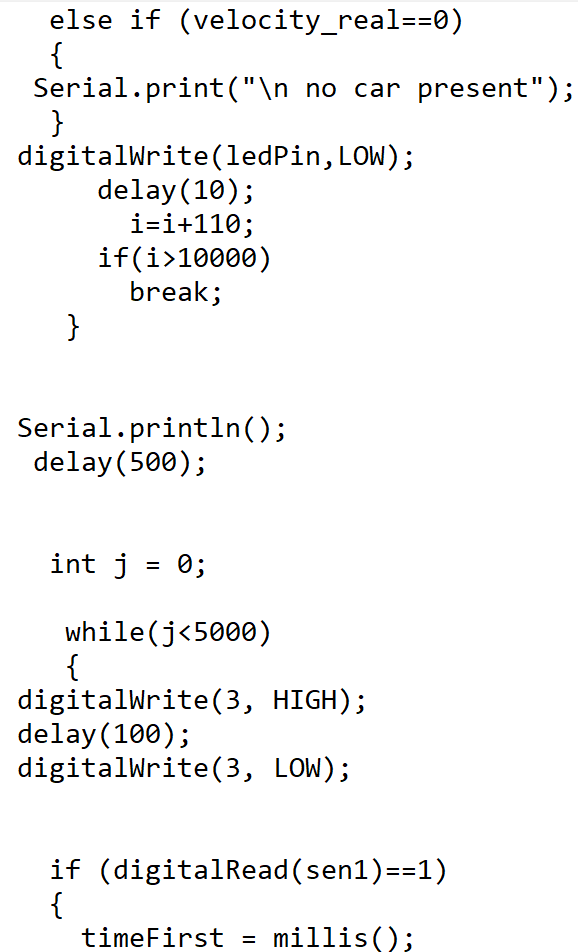 else if (velocity_real==0)
{
Serial.print("\n no car present");
}
digitalWrite(ledPin,LOW);
delay(10);
i=i+110;
if(i>10000)
break;
}
Serial.println();
delay(500);
int j = 0;
while(j<5000)
{
digitalWrite(3, HIGH);
delay(100);
digitalWrite(3, LOW);
if (digitalRead(sen1)==1)
{
timeFirst = millis();